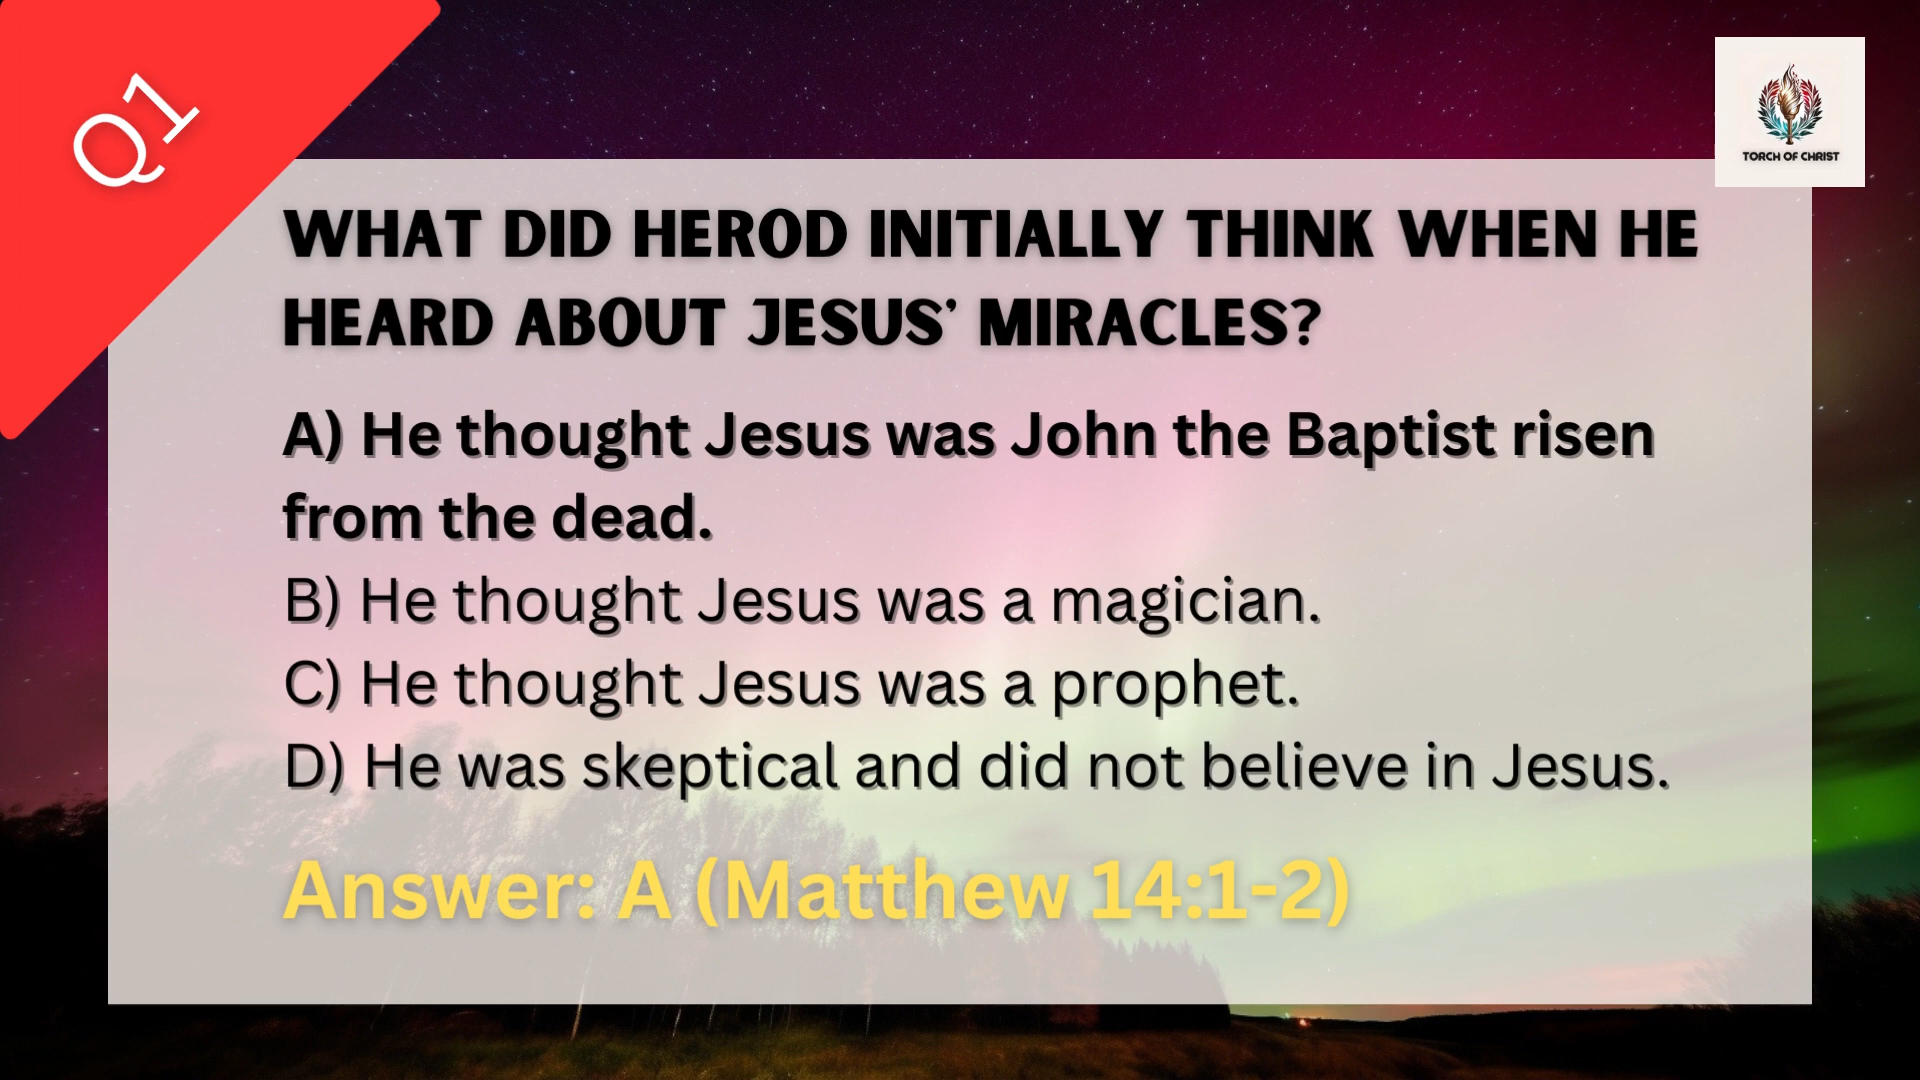 Q1
TORCH OF CHRIST
WHAT DID HEROD INITIALLY THINK WHEN HE
HEARD ABOUT JESUS' MIRACLES?
A) He thought Jesus was John the Baptist risen
from the dead.
B) He thought Jesus was a magician.
C) He thought Jesus was a prophet.
D) He was skeptical and did not believe in Jesus.
Answer: A (Matthew 14:1-2)